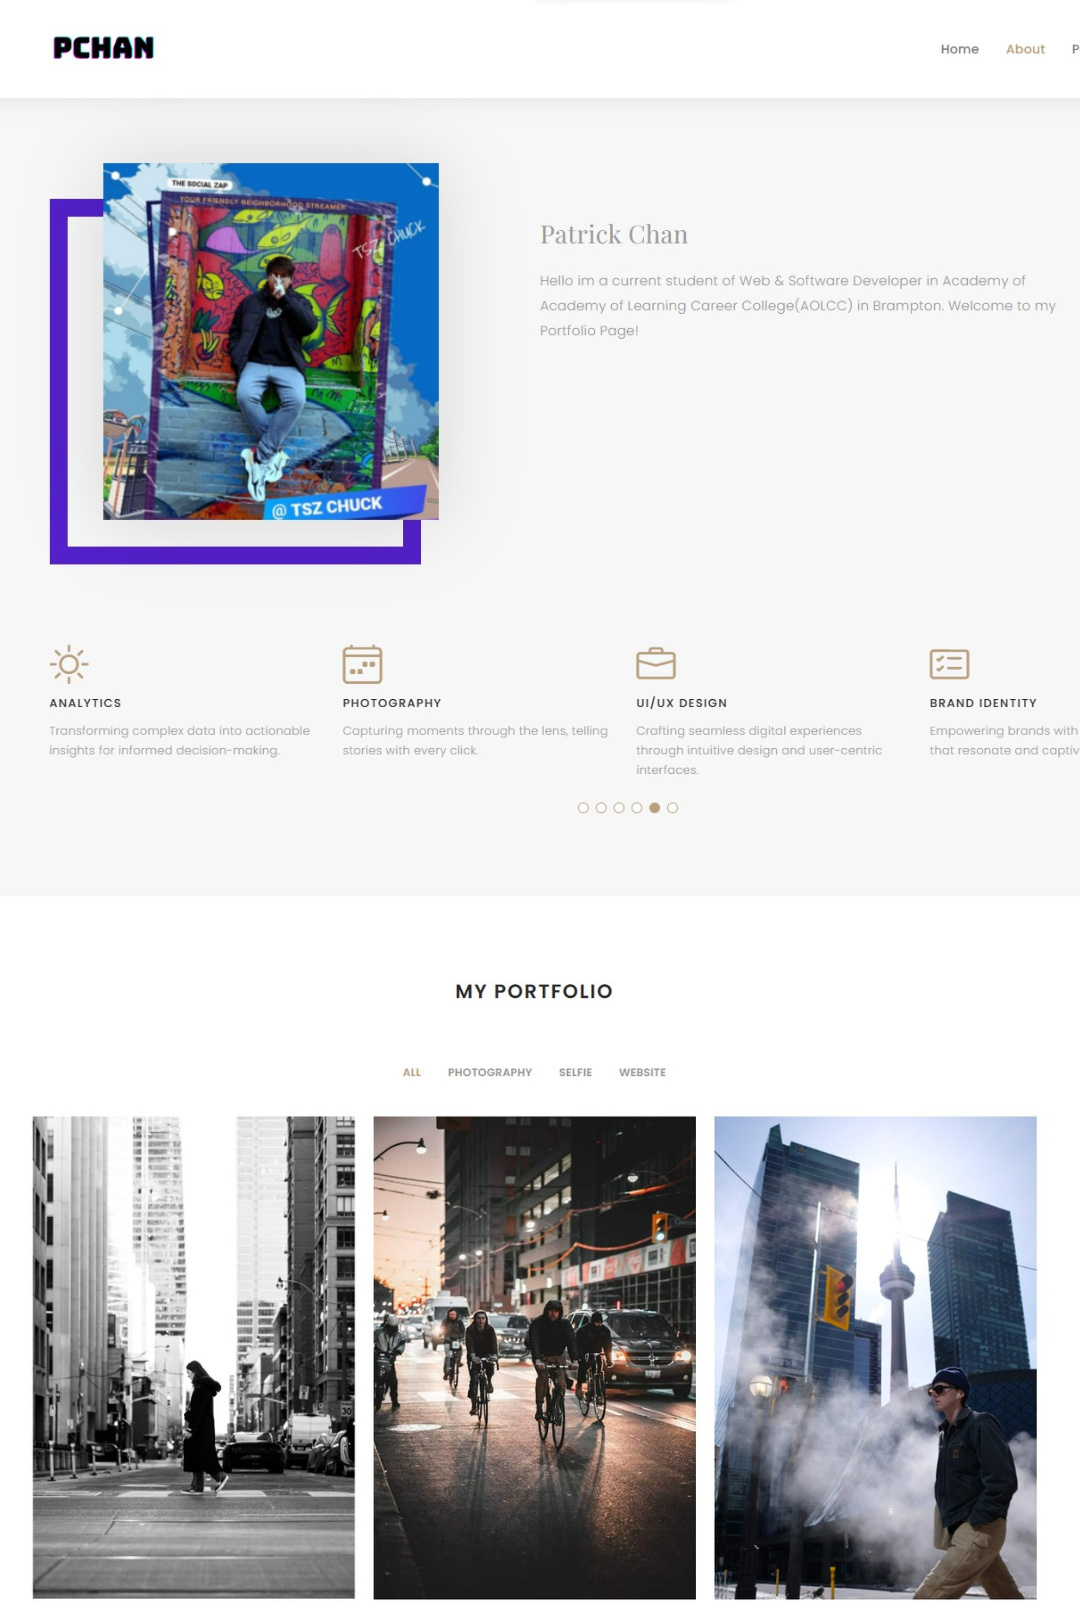 PCHAN
Home About P
THE SOCIAL ZAP
YOUR FRIENDLY NEIGHBORHOOD STREAMER
TSZ CHUCK
@ TSZ CHUCK
Patrick Chan
Hello im a current student of Web & Software Developer in Academy of
Academy of Learning Career College(AOLCC) in Brampton. Welcome to my
Portfolio Page!
ANALYTICS
Transforming complex data into actionable
insights for informed decision-making.
PHOTOGRAPHY
Capturing moments through the lens, telling
stories with every click.
UI/UX DESIGN
Crafting seamless digital experiences
through intuitive design and user-centric
interfaces.
BRAND IDENTITY
Empowering brands with
that resonate and captiv
MY PORTFOLIO
ALL PHOTOGRAPHY SELFIE WEBSITE
30